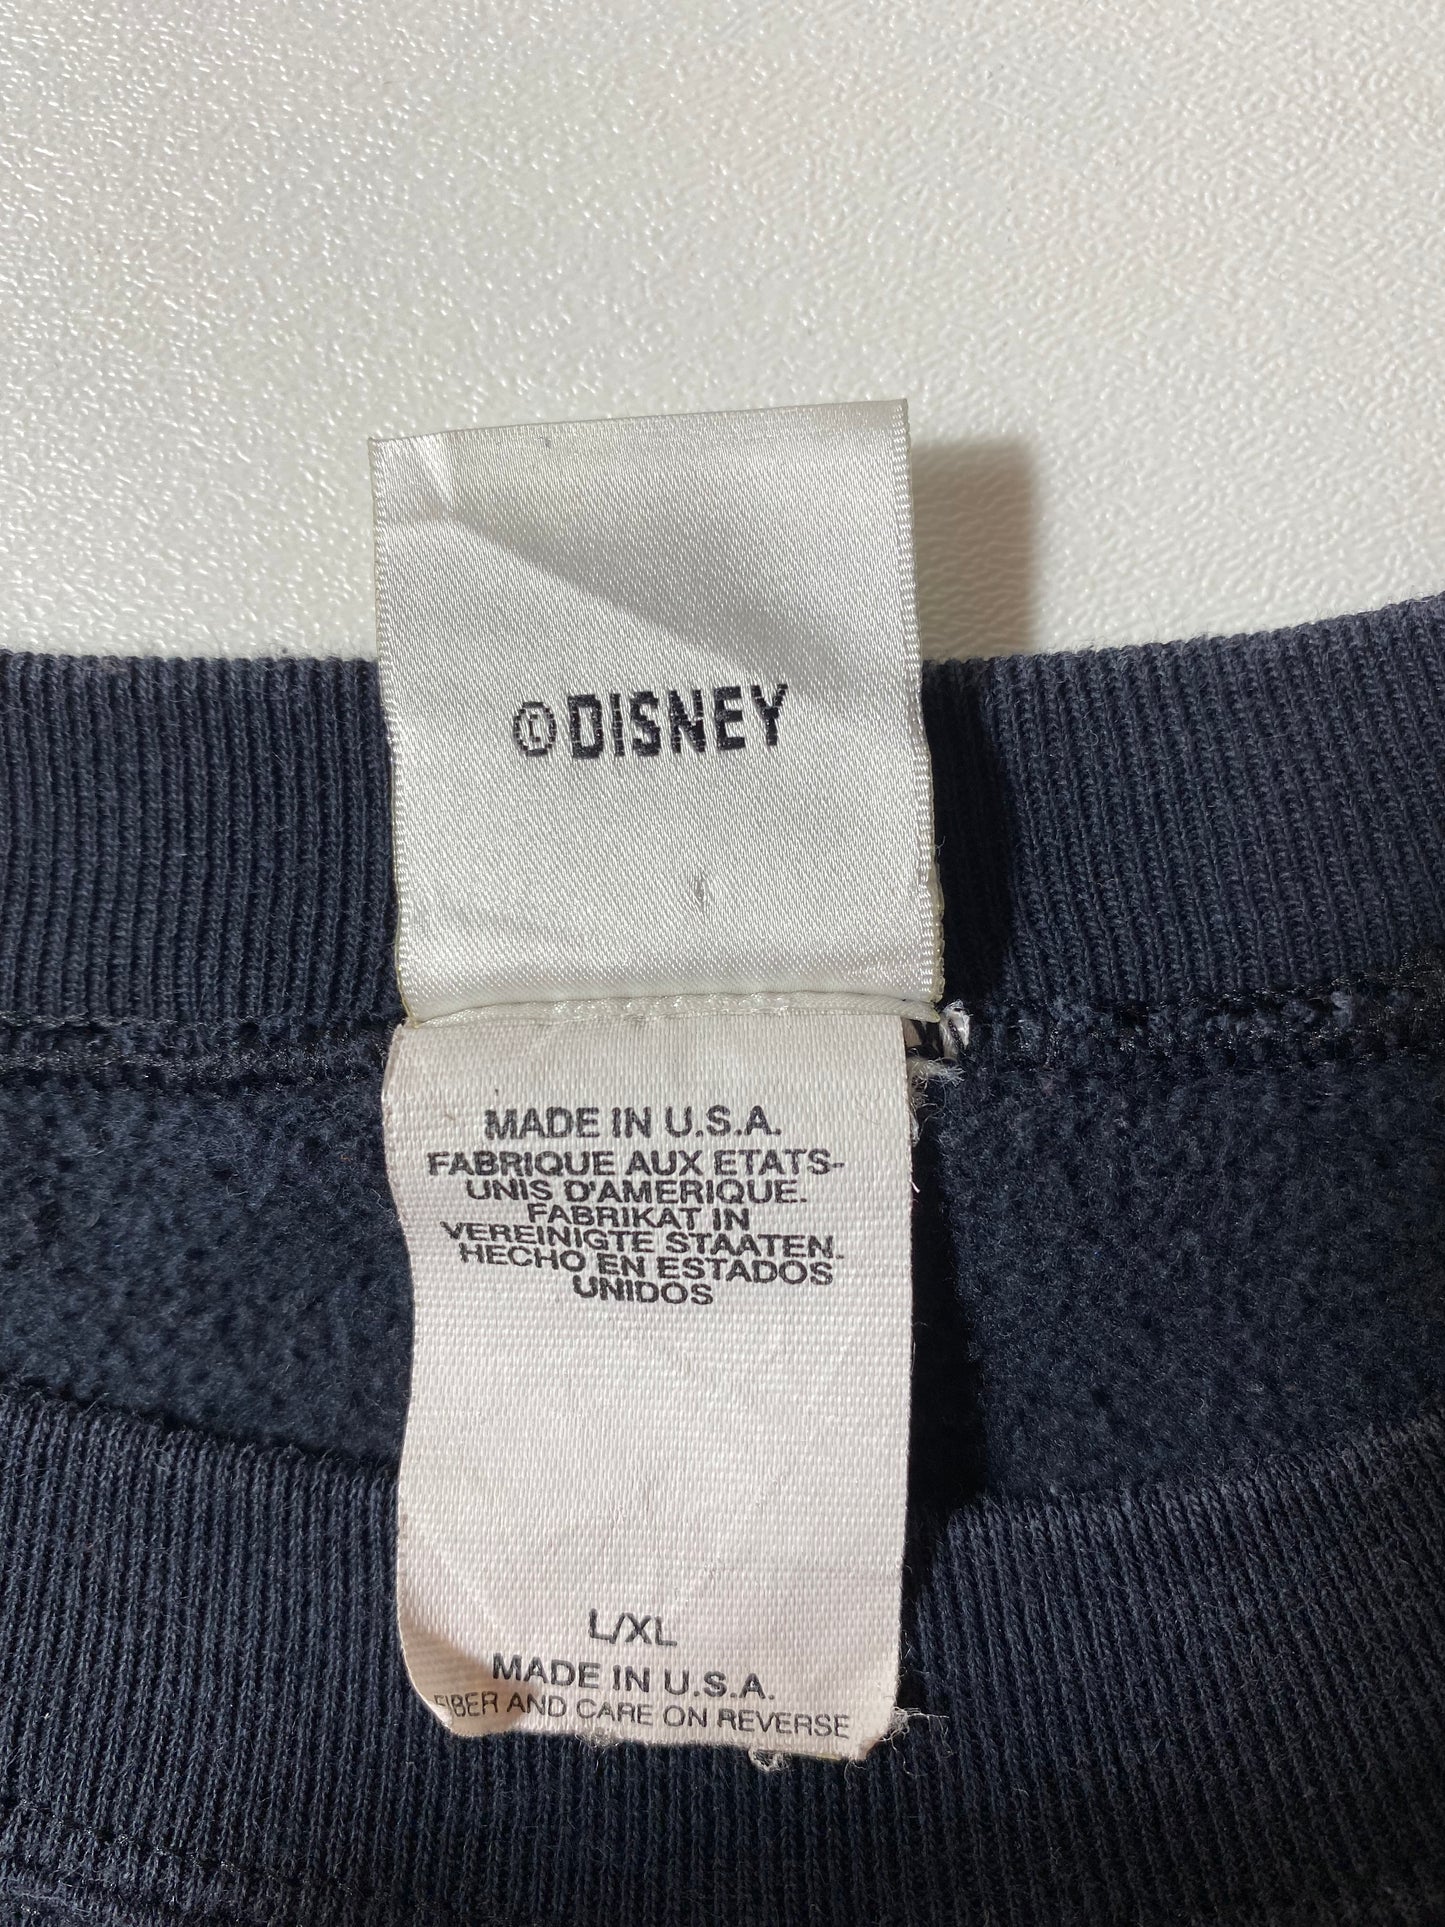 ©DISNEY
MADE IN U.S.A.
FABRIQUE AUX ETATS-
UNIS D'AMERIQUE.
FABRIKAT IN
VEREINIGTE STAATEN.
HECHO EN ESTADOS
UNIDOS
L/XL
MADE IN U.S.A.
FIBER AND CARE ON REVERSE